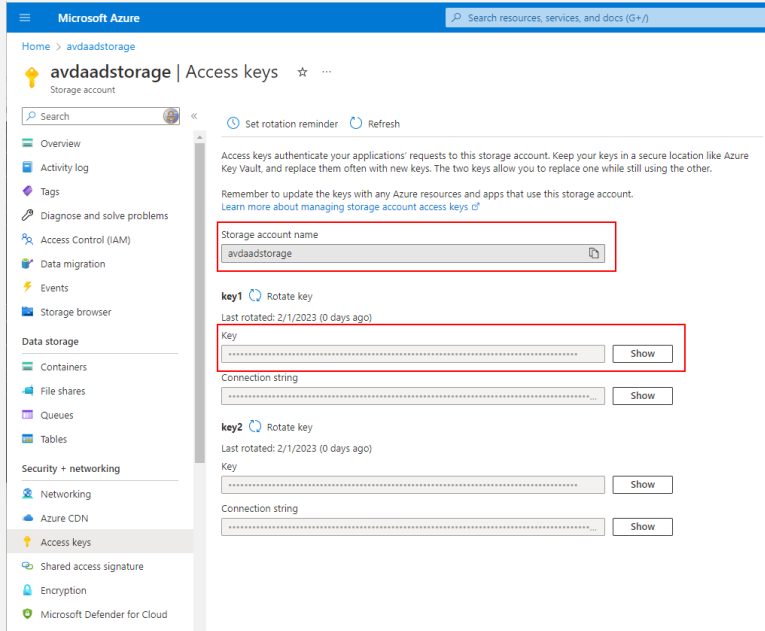 Microsoft Azure
Search resources, services, and docs (G+/)
Home > avdaadstorage
avdaadstorage | Access keys ☆ ···
Storage account
Search
«
Overview
Activity log
Tags
Diagnose and solve problems
Access Control (IAM)
Data migration
Events
Storage browser
Data storage
Containers
File shares
Queues
Tables
Security + networking
Networking
Azure CDN
Access keys
Shared access signature
Encryption
Microsoft Defender for Cloud
Set rotation reminder Refresh
Access keys authenticate your applications' requests to this storage account. Keep your keys in a secure location like Azure
Key Vault, and replace them often with new keys. The two keys allow you to replace one while still using the other.
Remember to update the keys with any Azure resources and apps that use this storage account.
Learn more about managing storage account access keys
Storage account name
avdaadstorage
key1 Rotate key
Last rotated: 2/1/2023 (0 days ago)
Key
Show
Connection string
... Show
key2 Rotate key
Last rotated: 2/1/2023 (0 days ago)
Key
Show
Connection string
... Show